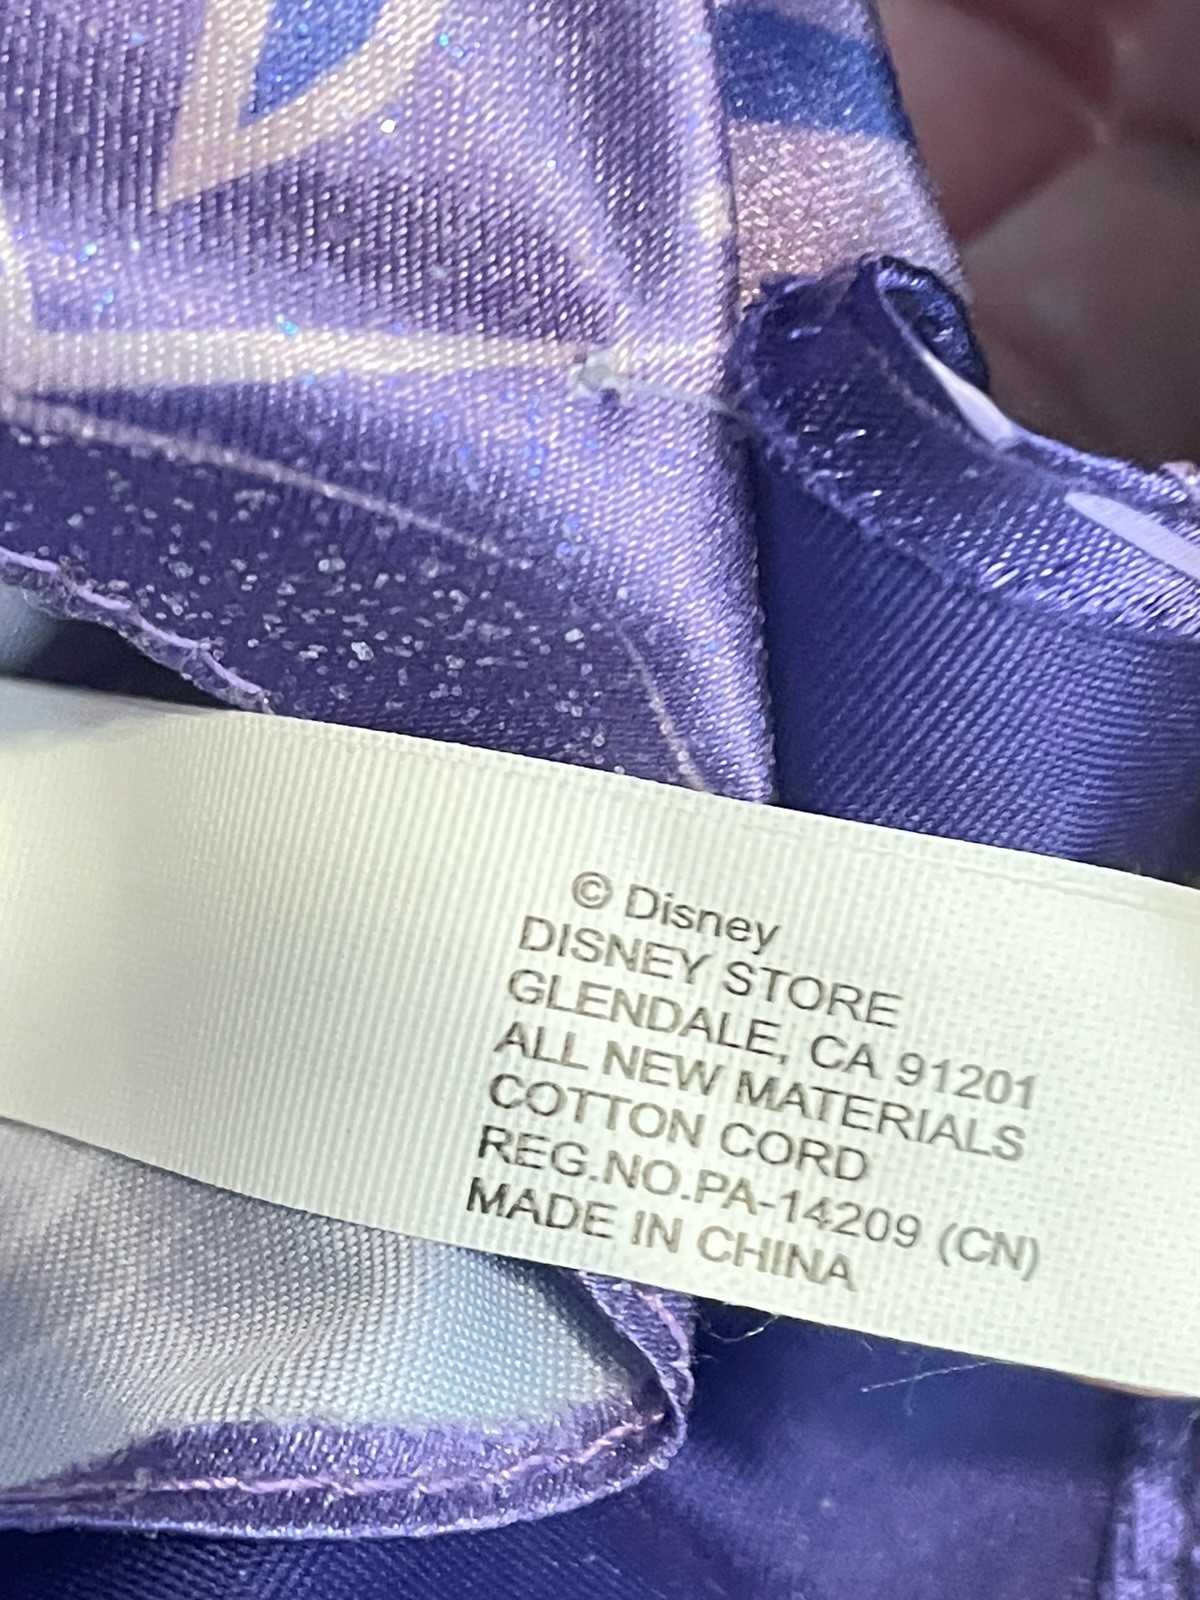 © Disney
DISNEY STORE
GLENDALE, CA 91201
ALL NEW MATERIALS
COTTON CORD
REG.NO.PA-14209 (CN)
MADE IN CHINA